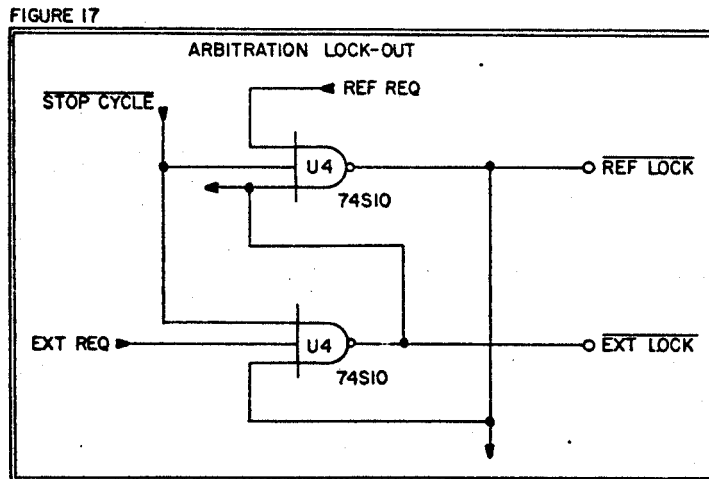 FIGURE 17
ARBITRATION LOCK-OUT
REF REQ
STOP CYCLE
U4
REF LOCK
74S10
EXT REQ
U4
EXT LOCK
74S10